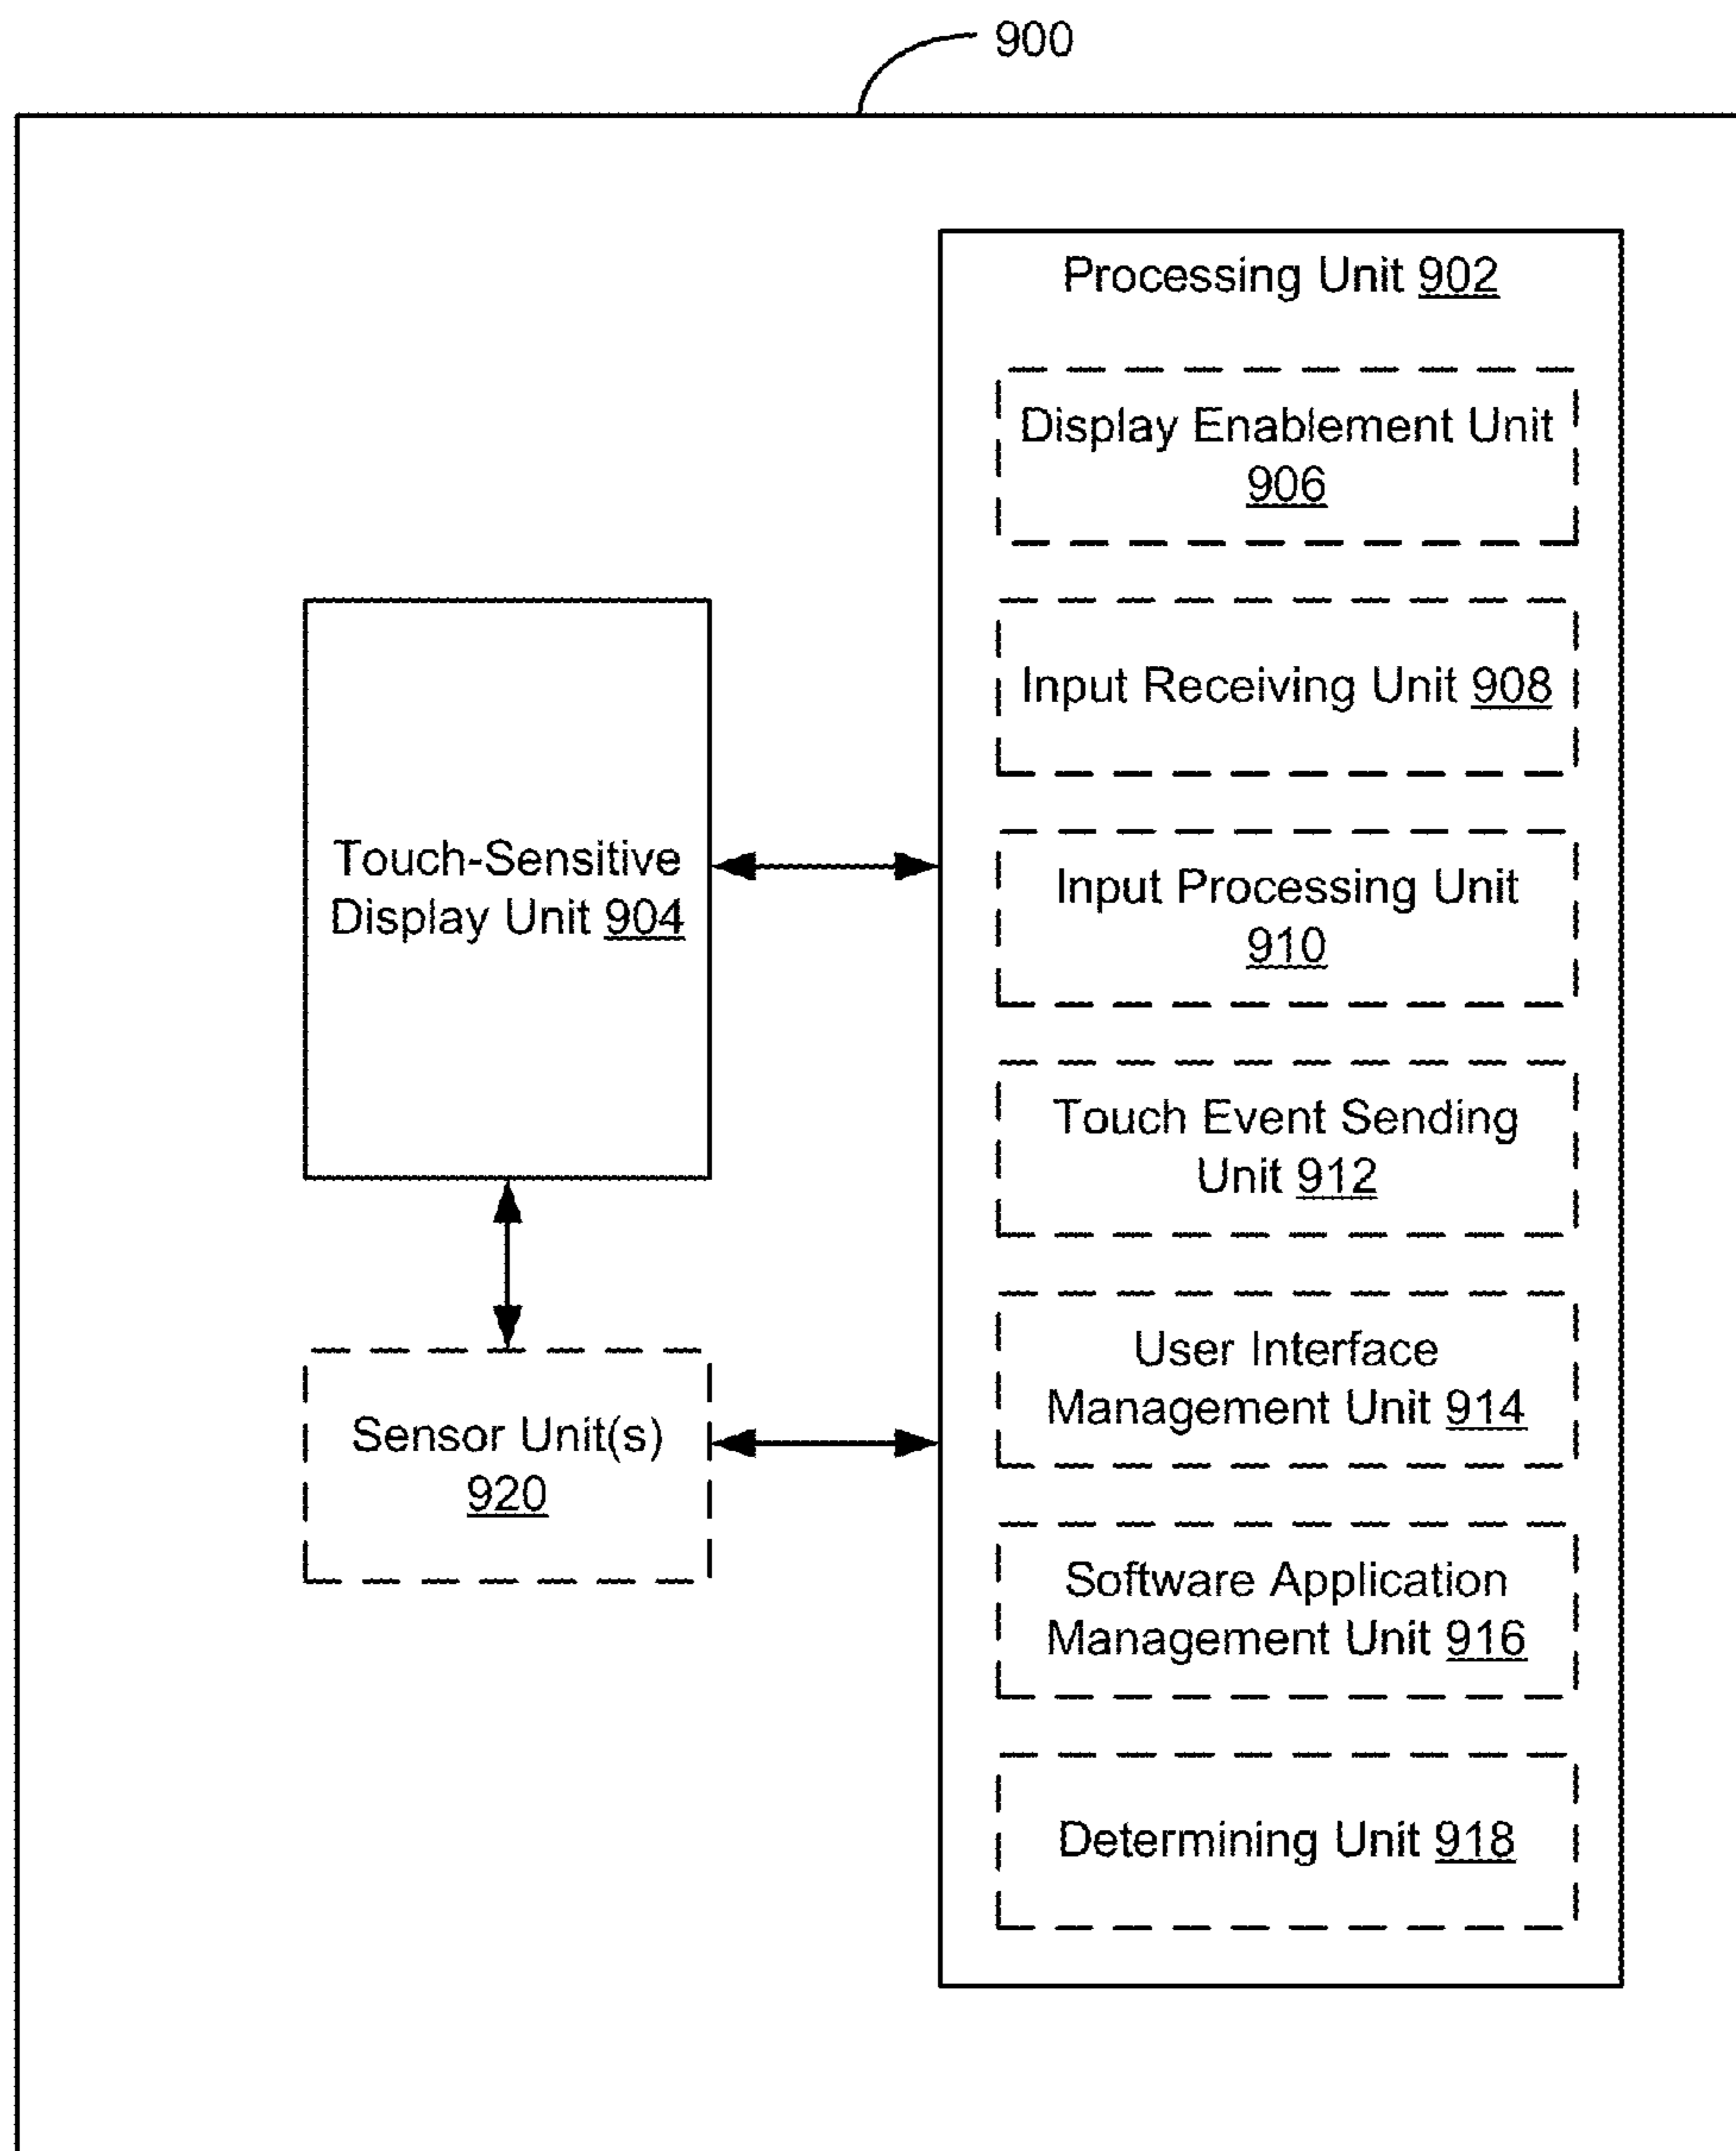 900
Processing Unit 902
Display Enablement Unit
906
Input Receiving Unit 908
Input Processing Unit
910
Touch Event Sending
Unit 912
User Interface
Management Unit 914
Software Application
Management Unit 916
Determining Unit 918
Touch-Sensitive
Display Unit 904
Sensor Unit(s)
920